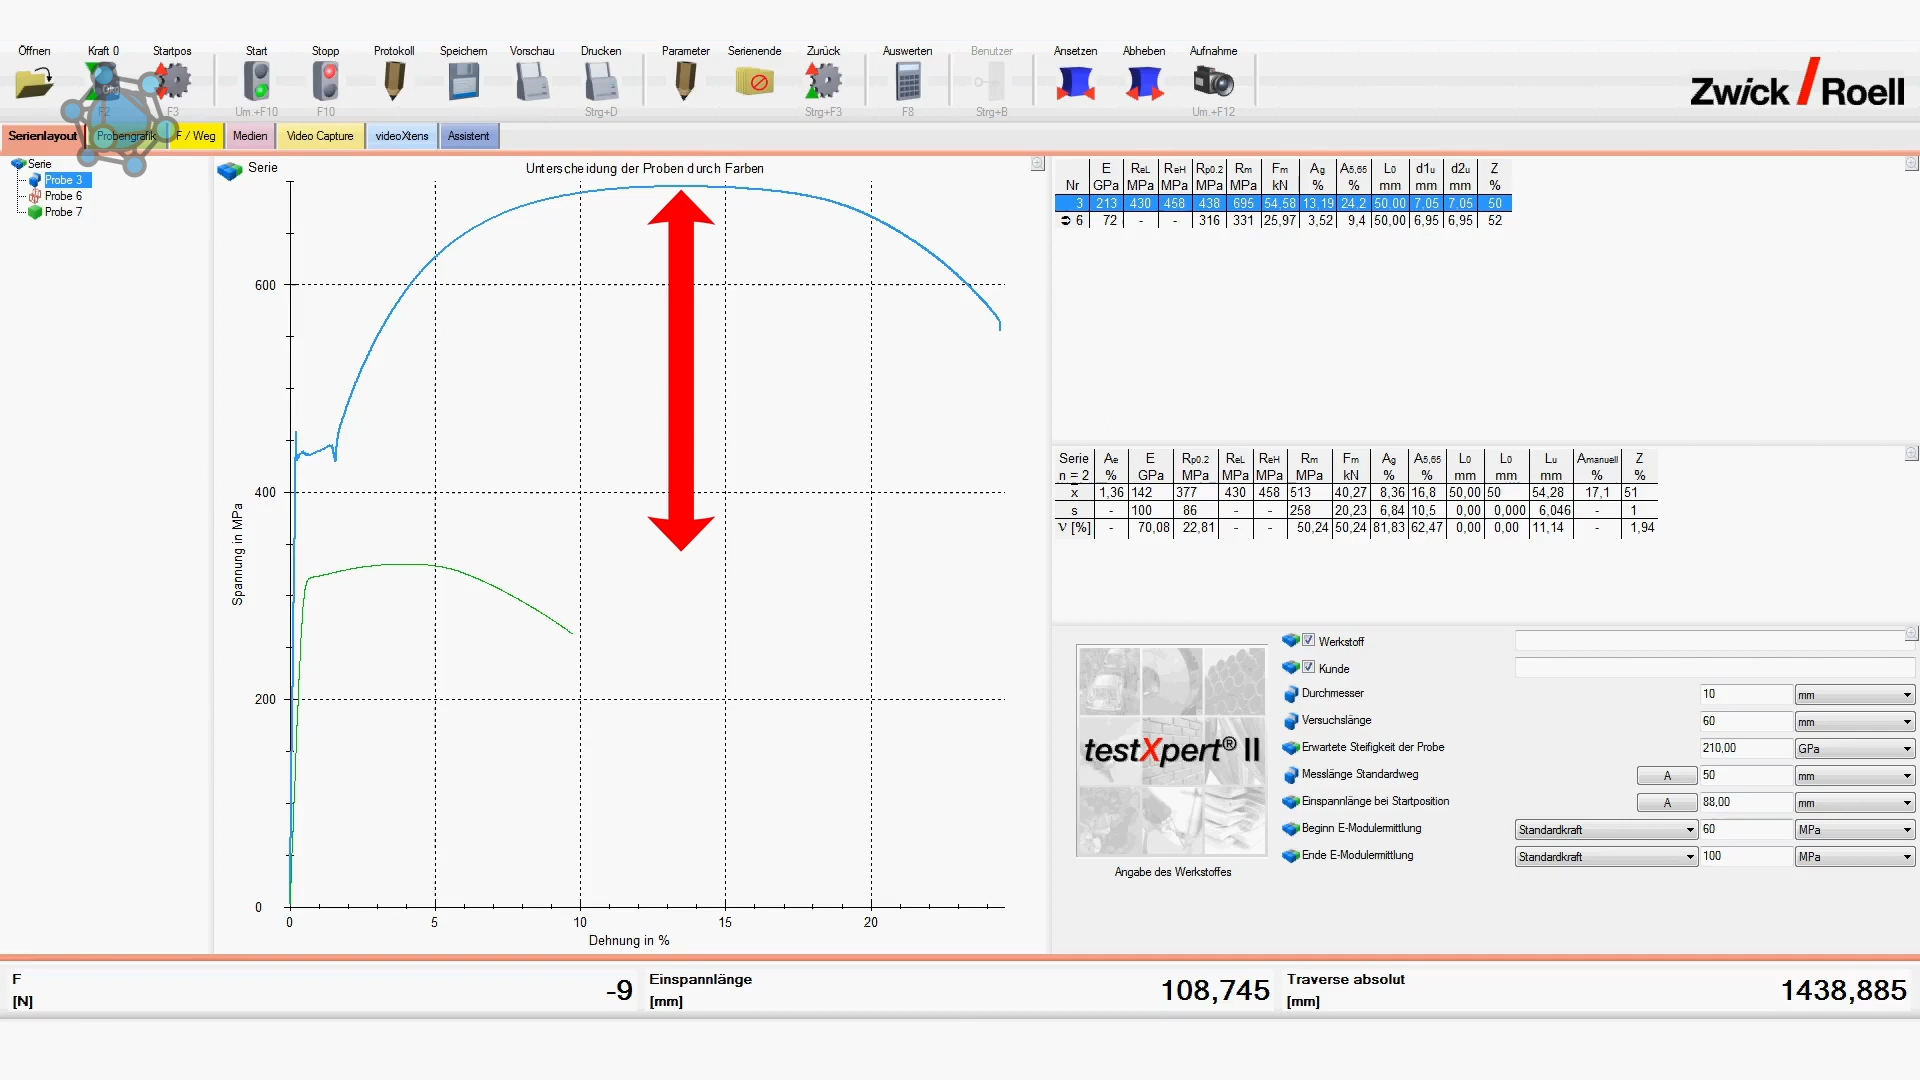 Öffnen Kraft 0 Startpos Start Stopp Protokoll Speichern Vorschau Drucken Parameter Serienende Zurück Auswerten Benutzer Ansetzen Abheben Aufnahme
F2 F3 Um.+F10 F10 Strg+D Strg+F3 F8 Strg+B Um.+F12
Zwick / Roell
Serienlayout Probengrafik F / Weg Medien Video Capture videoXtens Assistent
Serie
Probe 3
Probe 6
Probe 7
Serie
Unterscheidung der Proben durch Farben
600
400
200
0
Spannung in MPa
0 5 10 15 20
Dehnung in %
E ReL ReH Rp0.2 Rm Fm Ag A5,65 L0 d1u d2u Z
Nr GPa MPa MPa MPa MPa kN % % mm mm mm %
3 213 430 458 438 695 54,58 13,19 24,2 50,00 7,05 7,05 50
6 72 - - 316 331 25,97 3,52 9,4 50,00 6,95 6,95 52
Serie Ae E Rp0.2 ReL ReH Rm Fm Ag A5,65 L0 L0 Lu Amanuell Z
n = 2 % GPa MPa MPa MPa MPa kN % % mm mm mm % %
x 1,36 142 377 430 458 513 40,27 8,36 16,8 50,00 50 54,28 17,1 51
s - 100 86 - - 258 20,23 6,84 10,5 0,00 0,000 6,046 - 1
ν [%] - 70,08 22,81 - - 50,24 50,24 81,83 62,47 0,00 0,00 11,14 - 1,94
testXpert® II
Angabe des Werkstoffes
Werkstoff
Kunde
Durchmesser 10 mm
Versuchslänge 60 mm
Erwartete Steifigkeit der Probe 210,00 GPa
Messlänge Standardweg A 50 mm
Einspannlänge bei Startposition A 88,00 mm
Beginn E-Modulermittlung Standardkraft 60 MPa
Ende E-Modulermittlung Standardkraft 100 MPa
F
[N] -9
Einspannlänge
[mm] 108,745
Traverse absolut
[mm] 1438,885